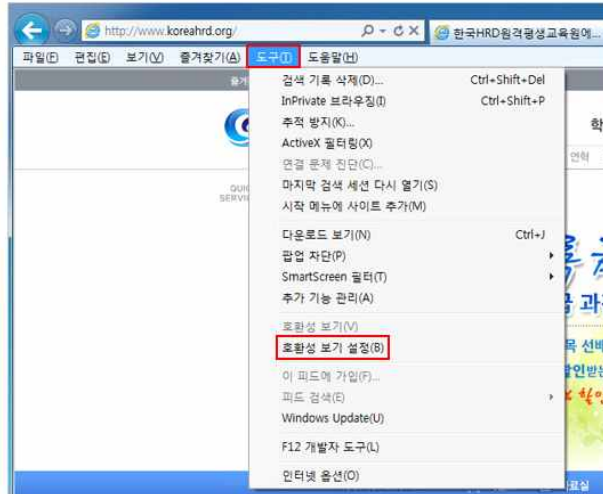 http://www.koreahrd.org/
한국HRD원격평생교육원에...
파일(F) 편집(E) 보기(V) 즐겨찾기(A) 도구(T) 도움말(H)
검색 기록 삭제(D)... Ctrl+Shift+Del
InPrivate 브라우징(I) Ctrl+Shift+P
추적 방지(K)...
ActiveX 필터링(X)
연결 문제 진단(C)...
마지막 검색 세션 다시 열기(S)
시작 메뉴에 사이트 추가(M)
다운로드 보기(N) Ctrl+J
팝업 차단(P)
SmartScreen 필터(T)
추가 기능 관리(A)
호환성 보기(V)
호환성 보기 설정(B)
이 피드에 가입(F)...
피드 검색(E)
Windows Update(U)
F12 개발자 도구(L)
인터넷 옵션(O)
학
연혁
과
목 선